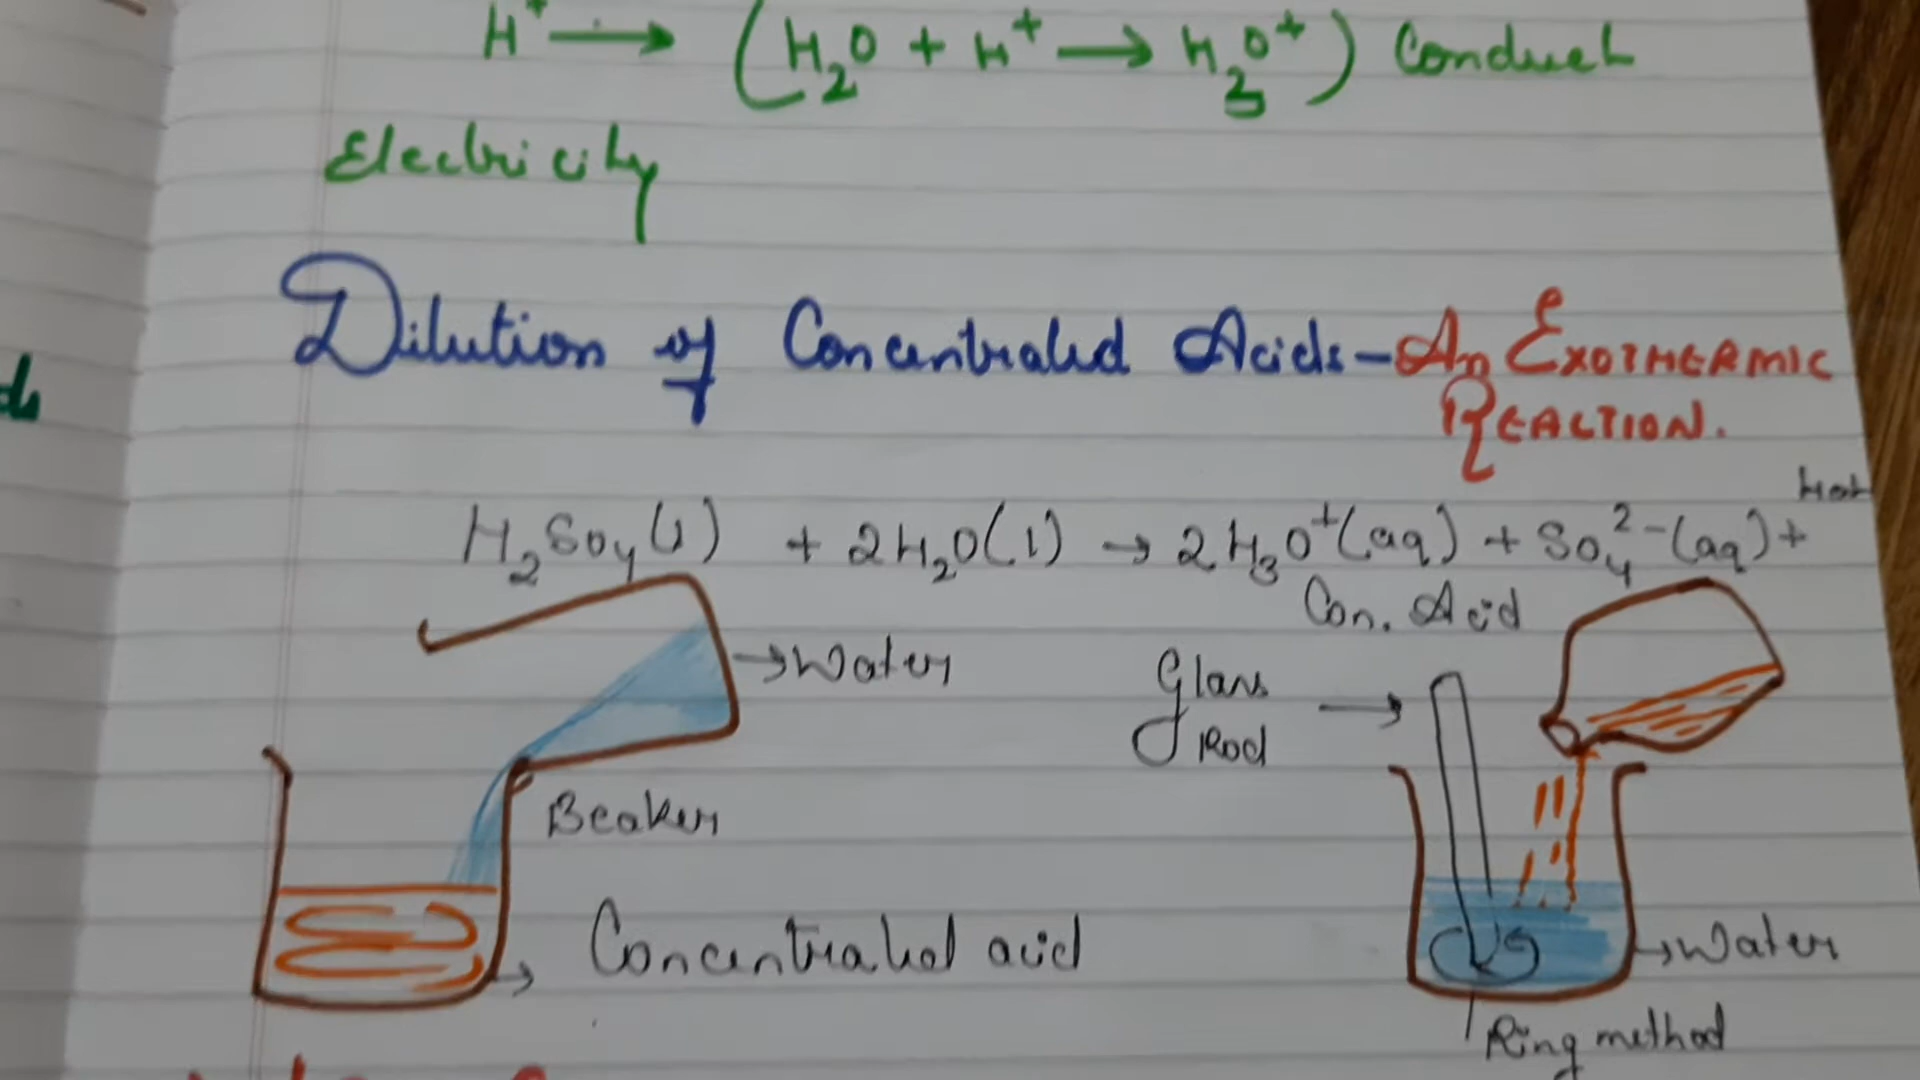 H⁺ → (H₂O + H⁺ → H₃O⁺) Conduct
Electricity
Dilution of Concentrated Acids – An EXOTHERMIC
REACTION.
H₂SO₄(l) + 2H₂O(l) → 2H₃O⁺(aq) + SO₄²⁻(aq) +
Con. Acid
Water
Glass
Rod
Beaker
Concentrated acid
Water
Ring method